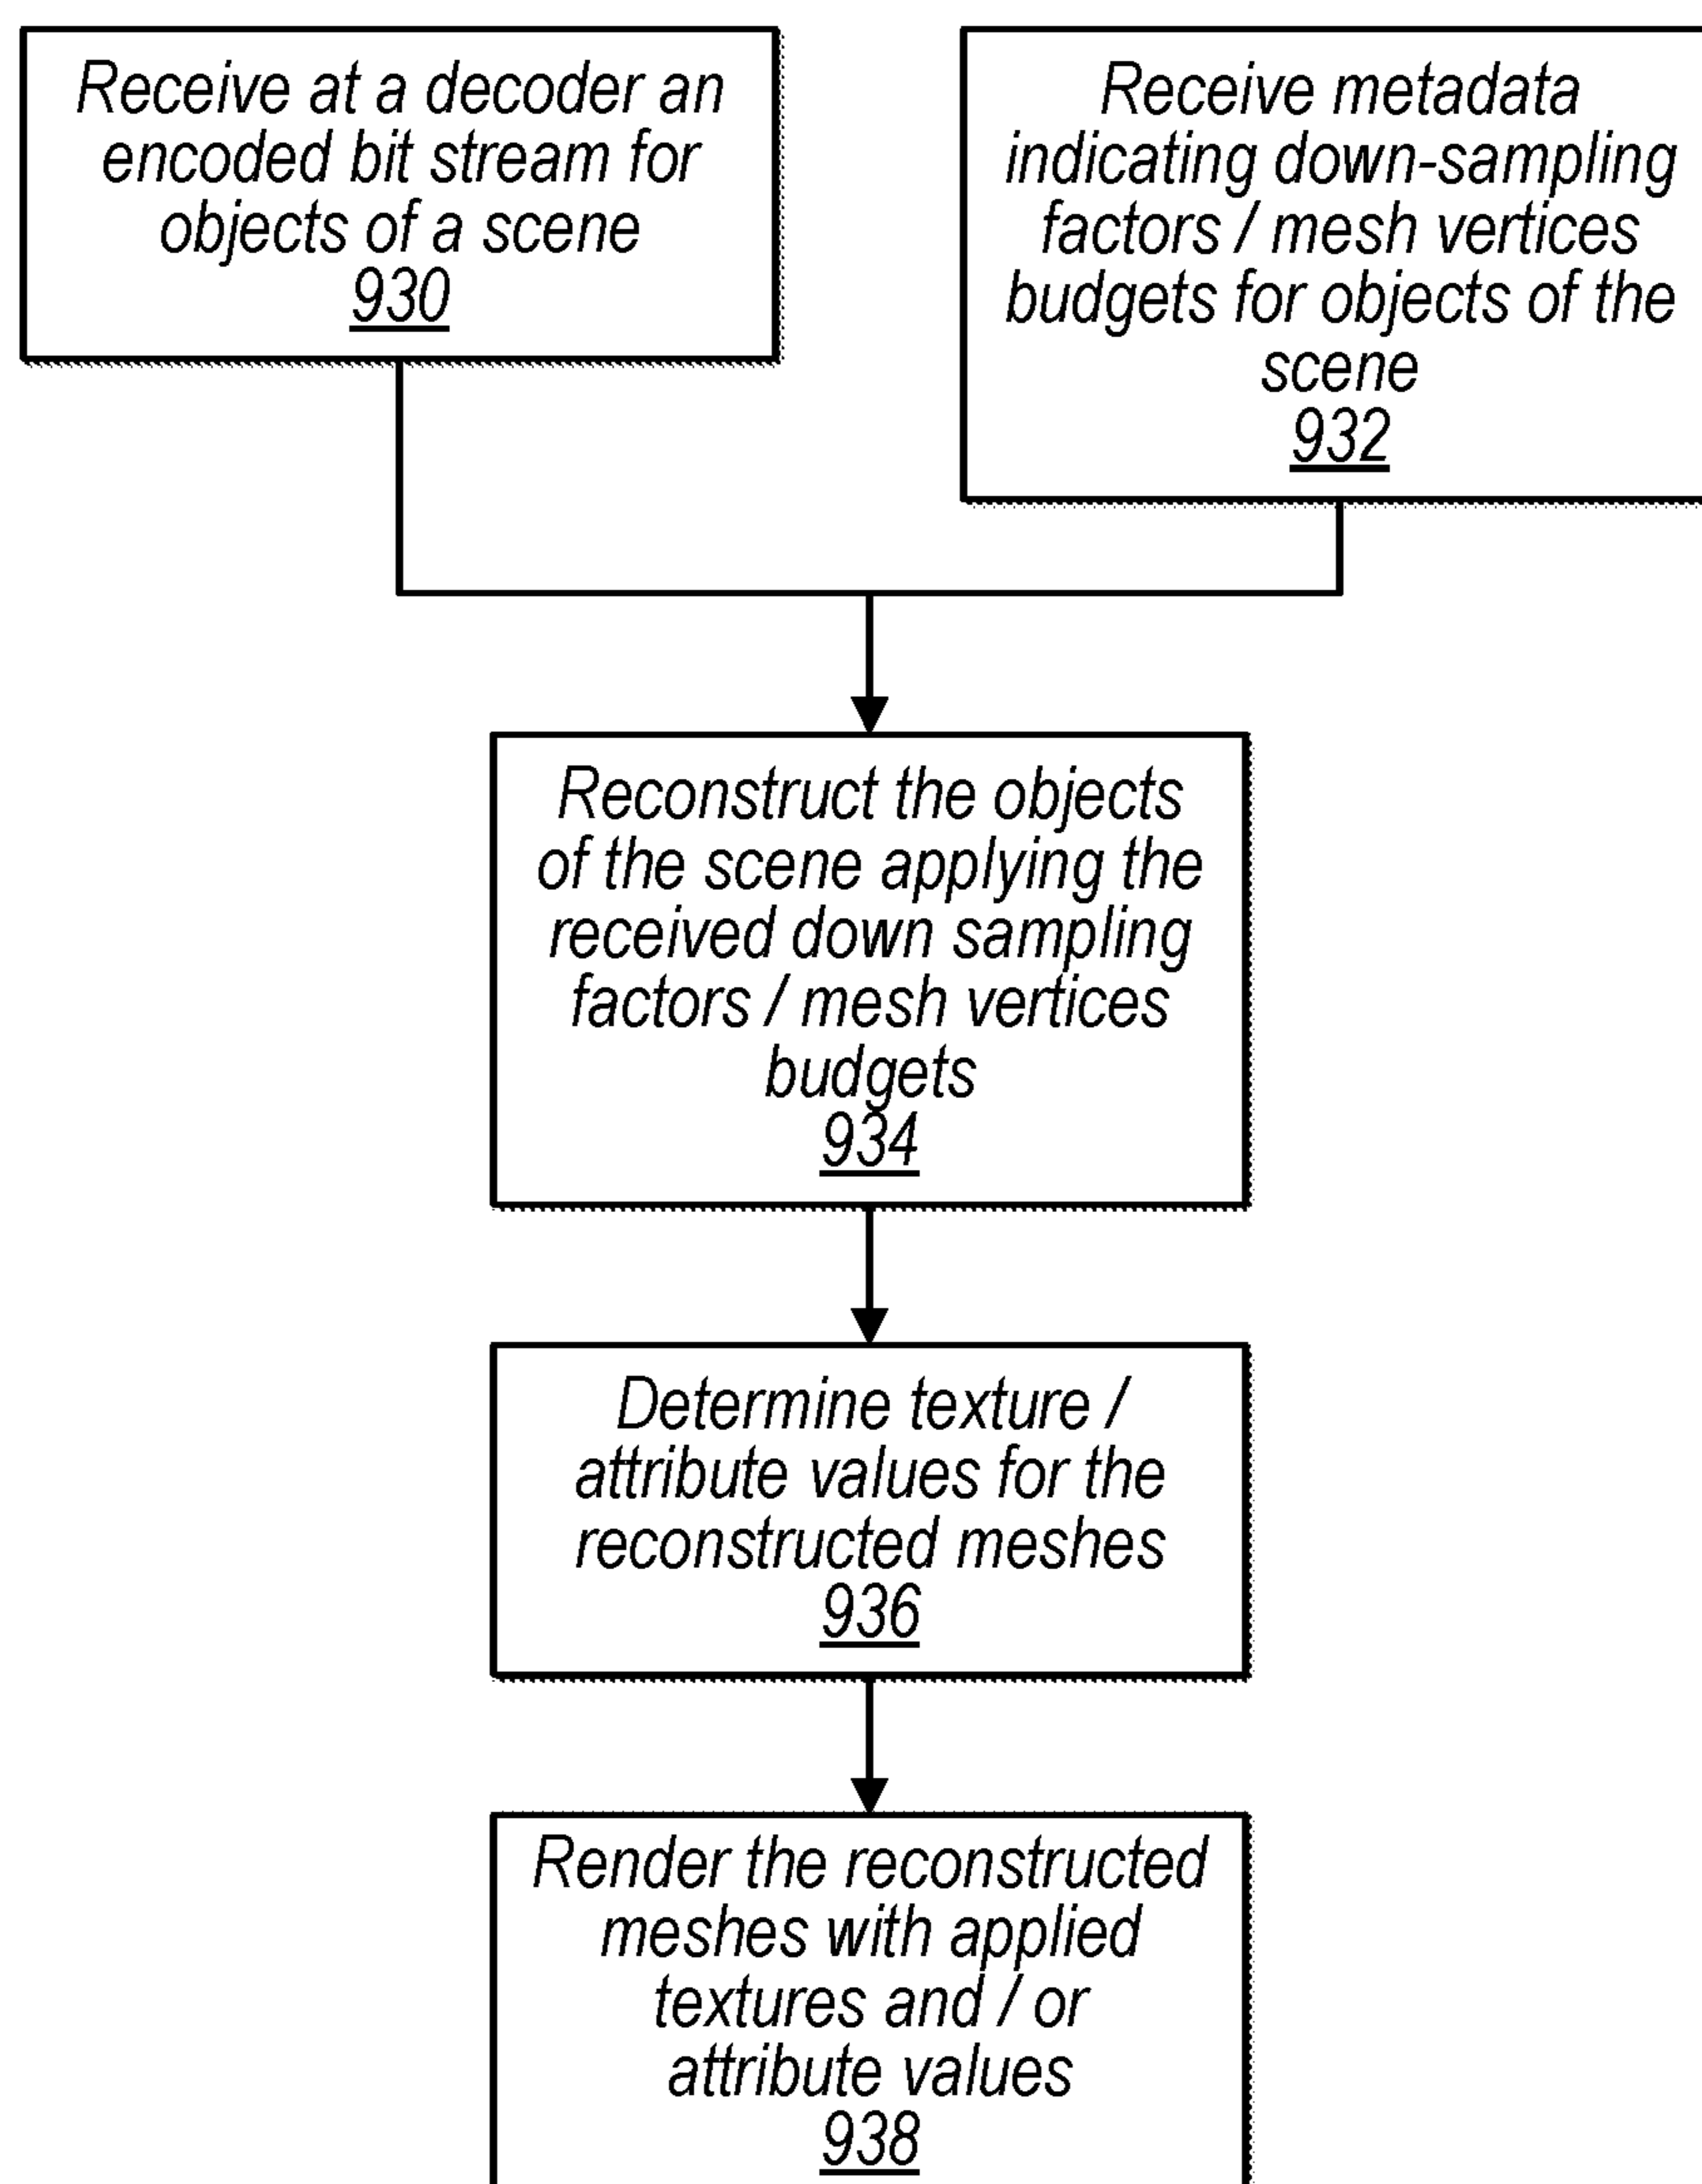 Receive at a decoder an
encoded bit stream for
objects of a scene
930
Receive metadata
indicating down-sampling
factors / mesh vertices
budgets for objects of the
scene
932
Reconstruct the objects
of the scene applying the
received down sampling
factors / mesh vertices
budgets
934
Determine texture /
attribute values for the
reconstructed meshes
936
Render the reconstructed
meshes with applied
textures and / or
attribute values
938